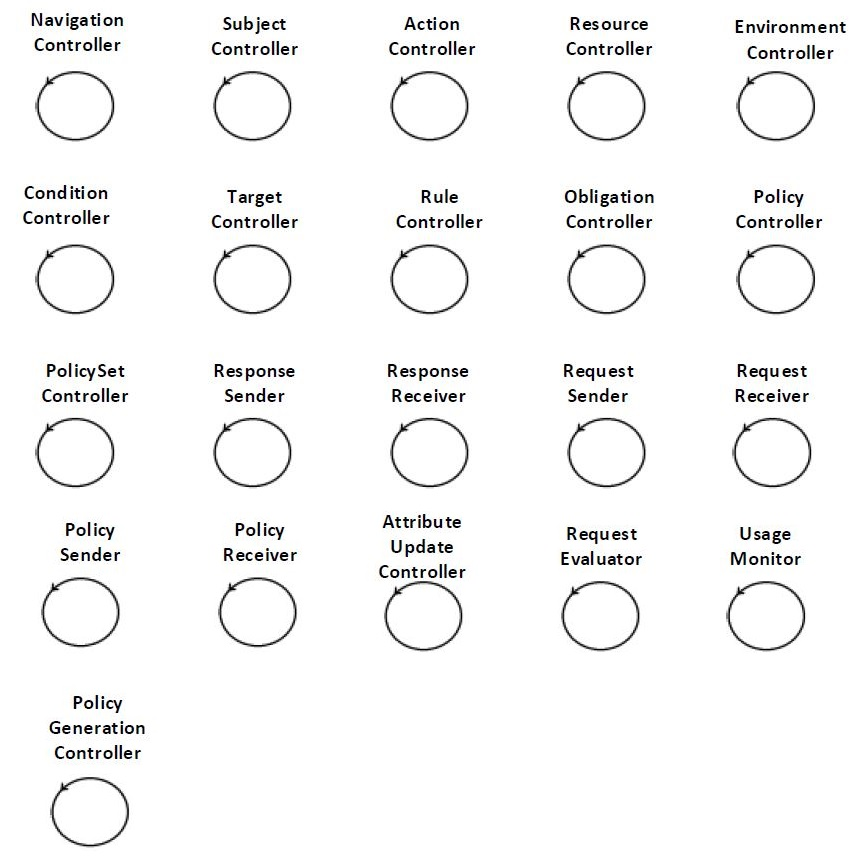 Navigation
Controller
Subject
Controller
Action
Controller
Resource
Controller
Environment
Controller
Condition
Controller
Target
Controller
Rule
Controller
Obligation
Controller
Policy
Controller
PolicySet
Controller
Response
Sender
Response
Receiver
Request
Sender
Request
Receiver
Policy
Sender
Policy
Receiver
Attribute
Update
Controller
Request
Evaluator
Usage
Monitor
Policy
Generation
Controller